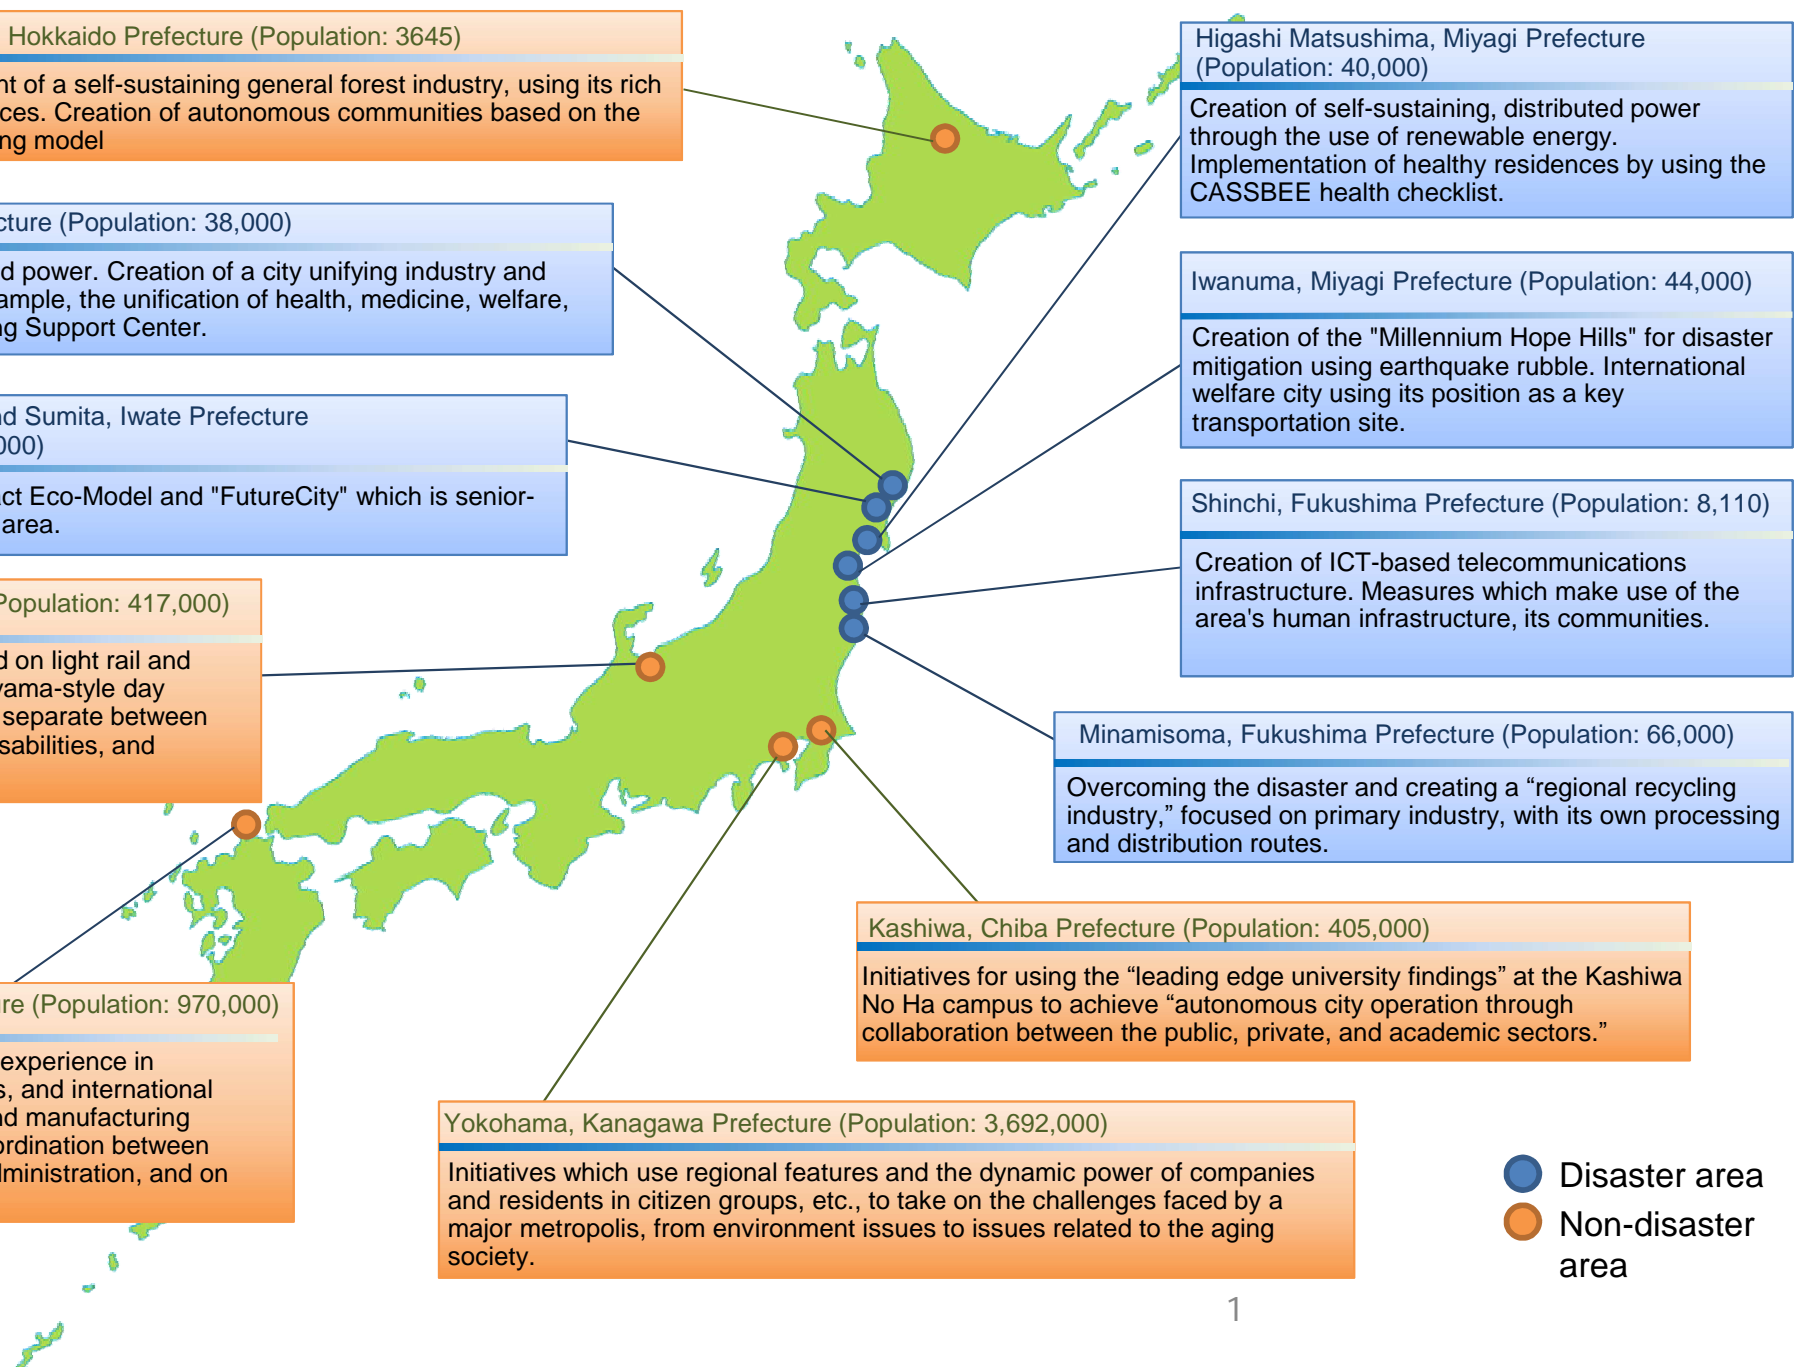 Hokkaido Prefecture (Population: 3645)
of a self-sustaining general forest industry, using its rich
Creation of autonomous communities based on the
model
(Population: 38,000)
power. Creation of a city unifying industry and
the unification of health, medicine, welfare,
Support Center.
Sumita, Iwate Prefecture
Eco-Model and "FutureCity" which is senior-
area.
Population: 417,000)
on light rail and
yama-style day
separate between
and
(Population: 970,000)
experience in
and international
manufacturing
between
and on
Higashi Matsushima, Miyagi Prefecture
(Population: 40,000)
Creation of self-sustaining, distributed power
through the use of renewable energy.
Implementation of healthy residences by using the
CASSBEE health checklist.
Iwanuma, Miyagi Prefecture (Population: 44,000)
Creation of the "Millennium Hope Hills" for disaster
mitigation using earthquake rubble. International
welfare city using its position as a key
transportation site.
Shinchi, Fukushima Prefecture (Population: 8,110)
Creation of ICT-based telecommunications
infrastructure. Measures which make use of the
area's human infrastructure, its communities.
Minamisoma, Fukushima Prefecture (Population: 66,000)
Overcoming the disaster and creating a “regional recycling
industry,” focused on primary industry, with its own processing
and distribution routes.
Kashiwa, Chiba Prefecture (Population: 405,000)
Initiatives for using the “leading edge university findings” at the Kashiwa
No Ha campus to achieve “autonomous city operation through
collaboration between the public, private, and academic sectors.”
Yokohama, Kanagawa Prefecture (Population: 3,692,000)
Initiatives which use regional features and the dynamic power of companies
and residents in citizen groups, etc., to take on the challenges faced by a
major metropolis, from environment issues to issues related to the aging
society.
Disaster area
Non-disaster
area
1